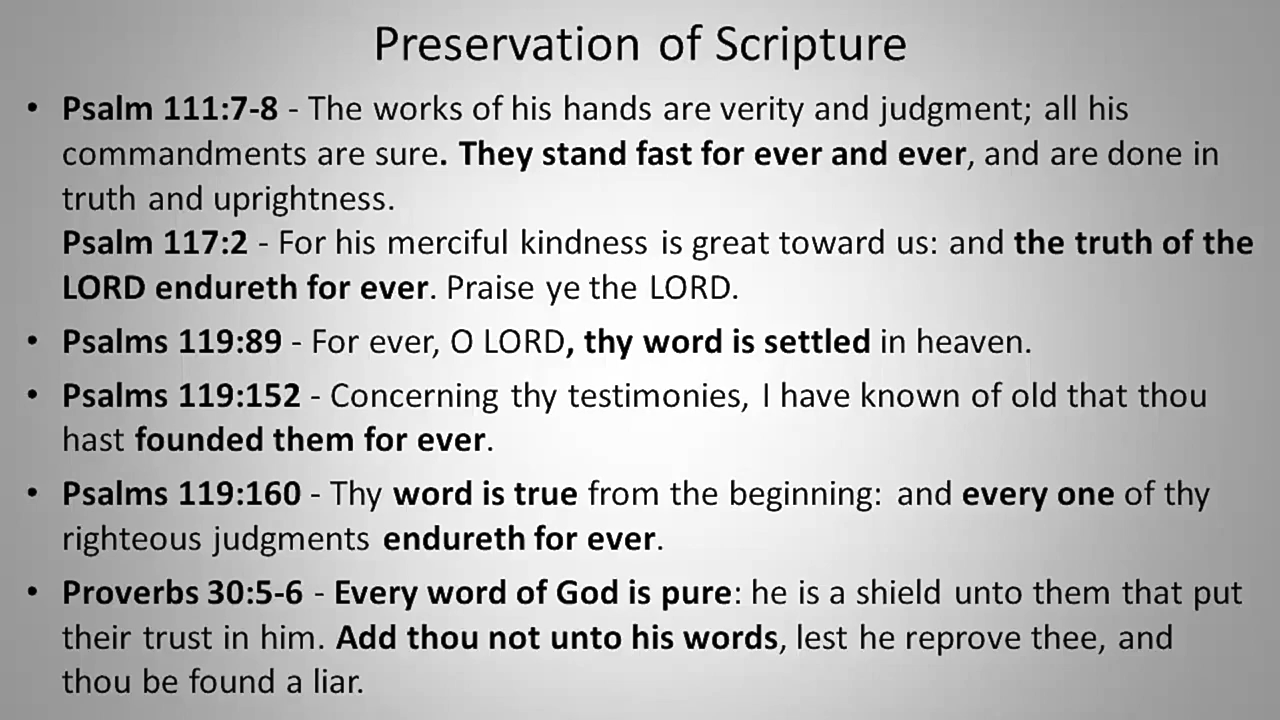 Preservation of Scripture
• Psalm 111:7-8 - The works of his hands are verity and judgment; all his
commandments are sure. They stand fast for ever and ever, and are done in
truth and uprightness.
Psalm 117:2 - For his merciful kindness is great toward us: and the truth of the
LORD endureth for ever. Praise ye the LORD.
• Psalms 119:89 - For ever, O LORD, thy word is settled in heaven.
• Psalms 119:152 - Concerning thy testimonies, I have known of old that thou
hast founded them for ever.
• Psalms 119:160 - Thy word is true from the beginning: and every one of thy
righteous judgments endureth for ever.
• Proverbs 30:5-6 - Every word of God is pure: he is a shield unto them that put
their trust in him. Add thou not unto his words, lest he reprove thee, and
thou be found a liar.